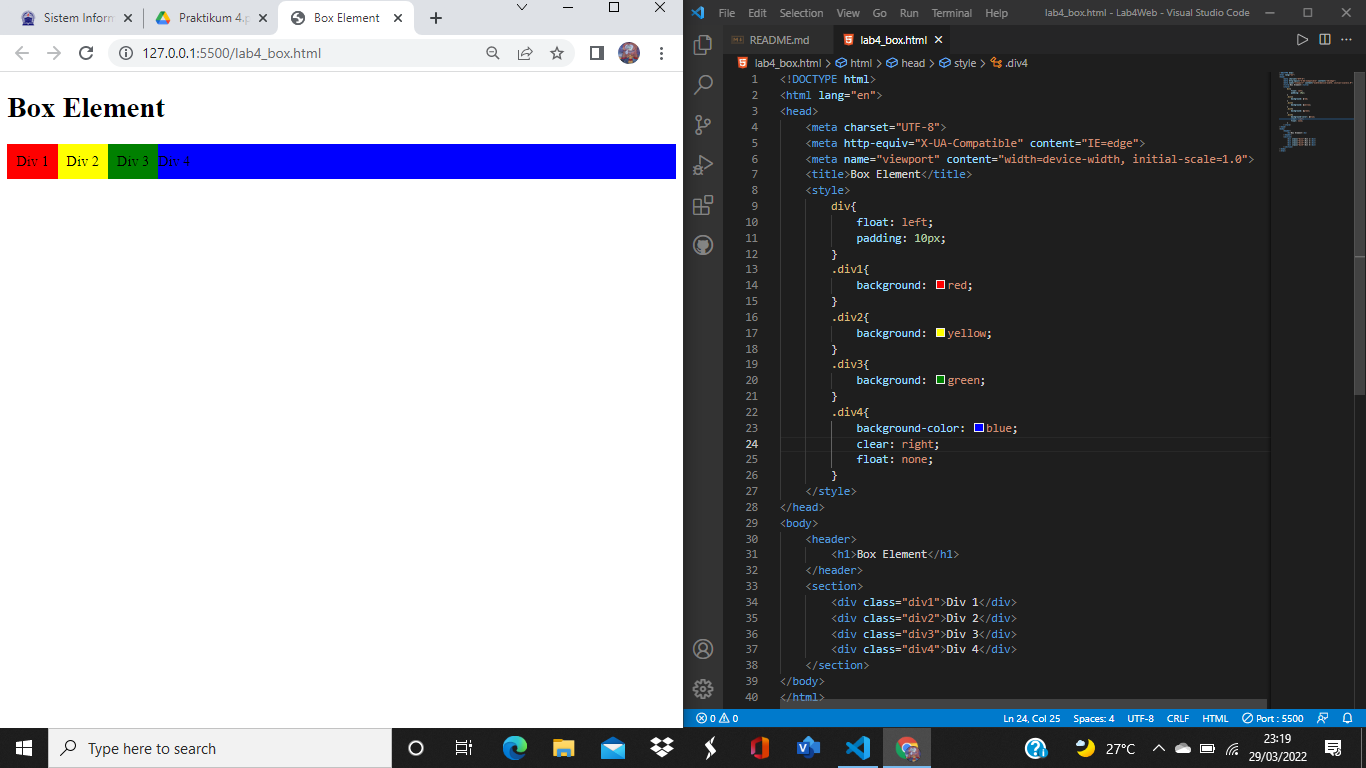 Sistem Inform
Praktikum 4.p
Box Element
127.0.0.1:5500/lab4_box.html
Box Element
Div 1
Div 2
Div 3
Div 4
File Edit Selection View Go Run Terminal Help
lab4_box.html - Lab4Web - Visual Studio Code
README.md
lab4_box.html
lab4_box.html > html > head > style > .div4
1 <!DOCTYPE html>
2 <html lang="en">
3 <head>
4 <meta charset="UTF-8">
5 <meta http-equiv="X-UA-Compatible" content="IE=edge">
6 <meta name="viewport" content="width=device-width, initial-scale=1.0">
7 <title>Box Element</title>
8 <style>
9 div{
10 float: left;
11 padding: 10px;
12 }
13 .div1{
14 background: red;
15 }
16 .div2{
17 background: yellow;
18 }
19 .div3{
20 background: green;
21 }
22 .div4{
23 background-color: blue;
24 clear: right;
25 float: none;
26 }
27 </style>
28 </head>
29 <body>
30 <header>
31 <h1>Box Element</h1>
32 </header>
33 <section>
34 <div class="div1">Div 1</div>
35 <div class="div2">Div 2</div>
36 <div class="div3">Div 3</div>
37 <div class="div4">Div 4</div>
38 </section>
39 </body>
40 </html>
0 0
Ln 24, Col 25 Spaces: 4 UTF-8 CRLF HTML Port : 5500
Type here to search
27°C
23:19
29/03/2022